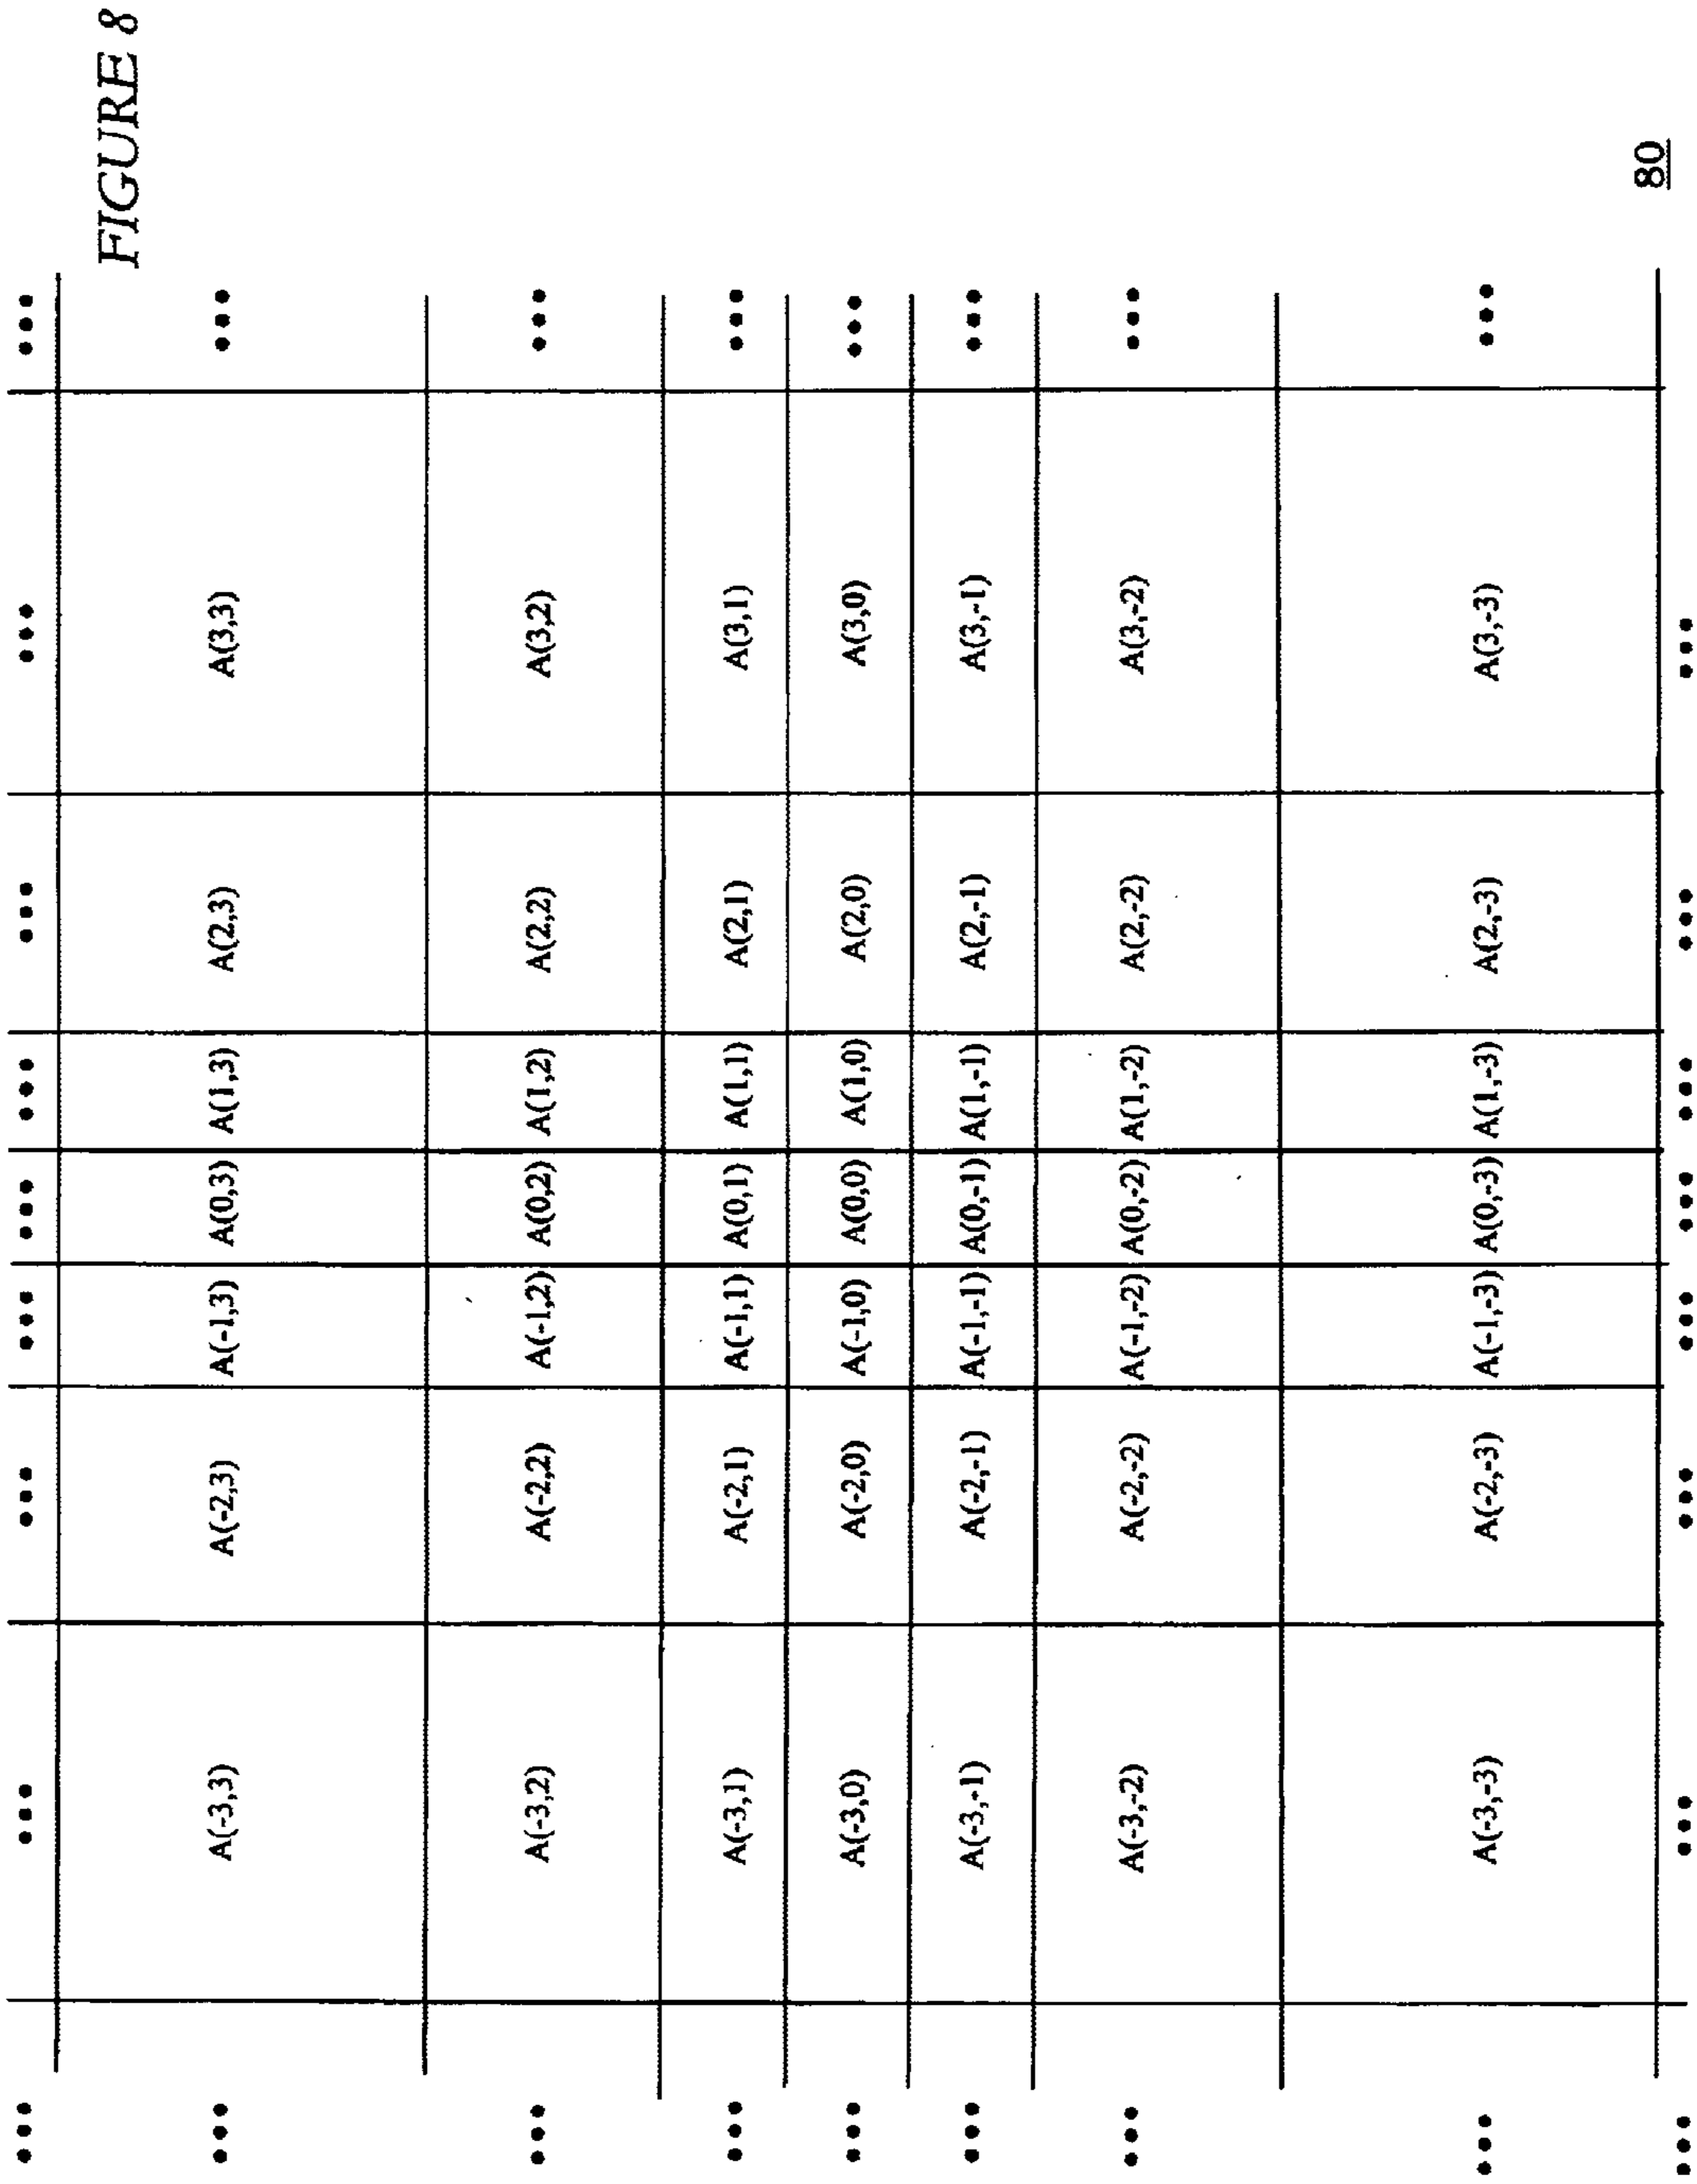 ••• ••• ••• ••• ••• ••• ••• ••• •••
FIGURE 8
••• A(-3,3) A(-2,3) A(-1,3) A(0,3) A(1,3) A(2,3) A(3,3) •••
••• A(-3,2) A(-2,2) A(-1,2) A(0,2) A(1,2) A(2,2) A(3,2) •••
••• A(-3,1) A(-2,1) A(-1,1) A(0,1) A(1,1) A(2,1) A(3,1) •••
••• A(-3,0) A(-2,0) A(-1,0) A(0,0) A(1,0) A(2,0) A(3,0) •••
••• A(-3,-1) A(-2,-1) A(-1,-1) A(0,-1) A(1,-1) A(2,-1) A(3,-1) •••
••• A(-3,-2) A(-2,-2) A(-1,-2) A(0,-2) A(1,-2) A(2,-2) A(3,-2) •••
••• A(-3,-3) A(-2,-3) A(-1,-3) A(0,-3) A(1,-3) A(2,-3) A(3,-3) •••
••• ••• ••• ••• ••• ••• ••• •••
80